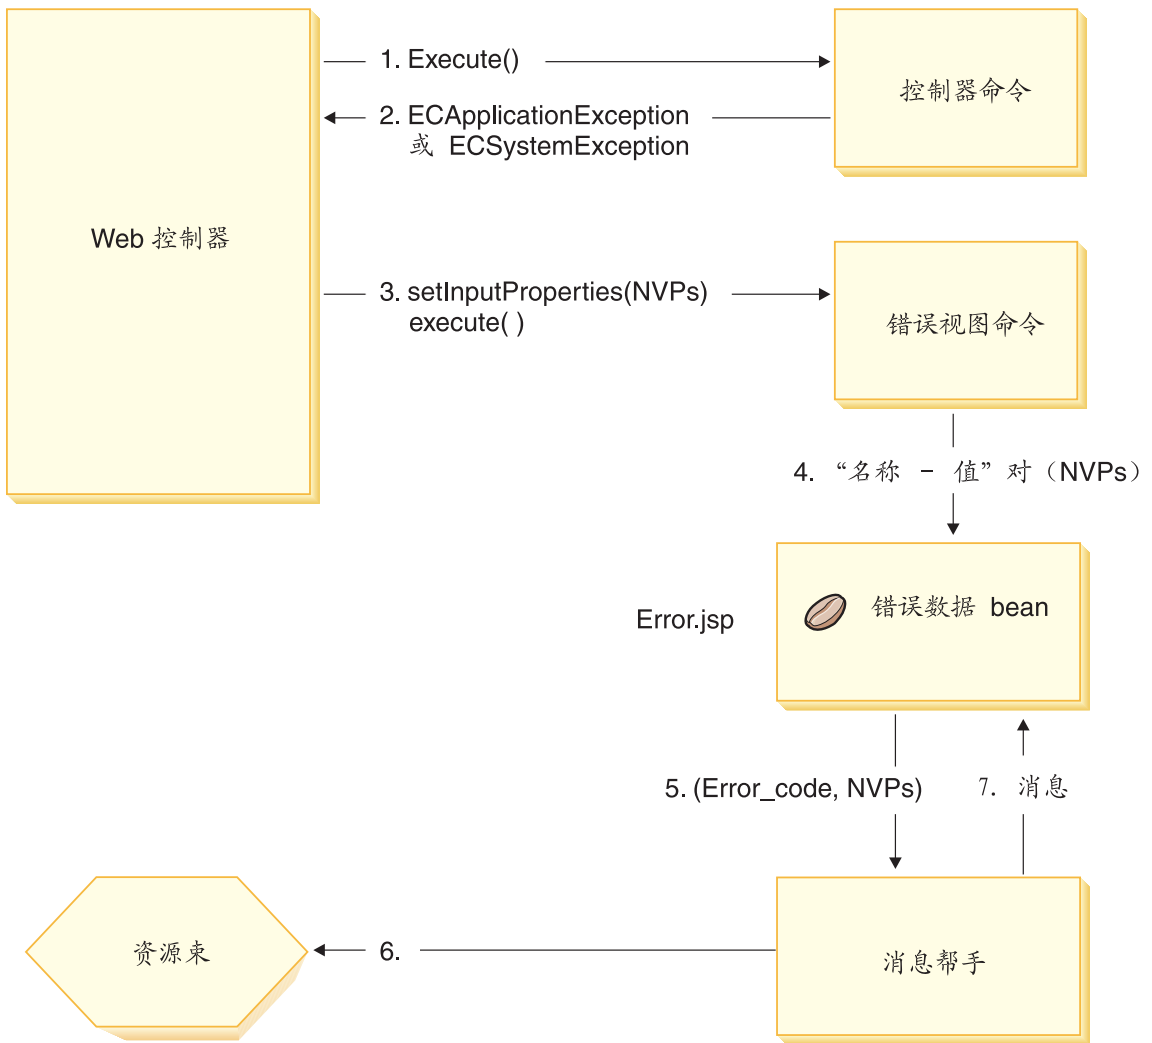 1. Execute()
控制器命令
2. ECApplicationException
或 ECSystemException
Web 控制器
3. setInputProperties(NVPs)
execute( )
错误视图命令
4. “名称 - 值”对（NVPs）
错误数据 bean
Error.jsp
5. (Error_code, NVPs)
7. 消息
资源束
6.
消息帮手